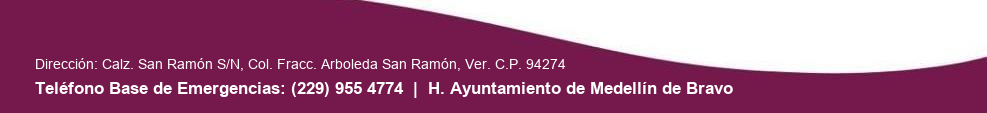 Dirección: Calz. San Ramón S/N, Col. Fracc. Arboleda San Ramón, Ver. C.P. 94274
Teléfono Base de Emergencias: (229) 955 4774 | H. Ayuntamiento de Medellín de Bravo